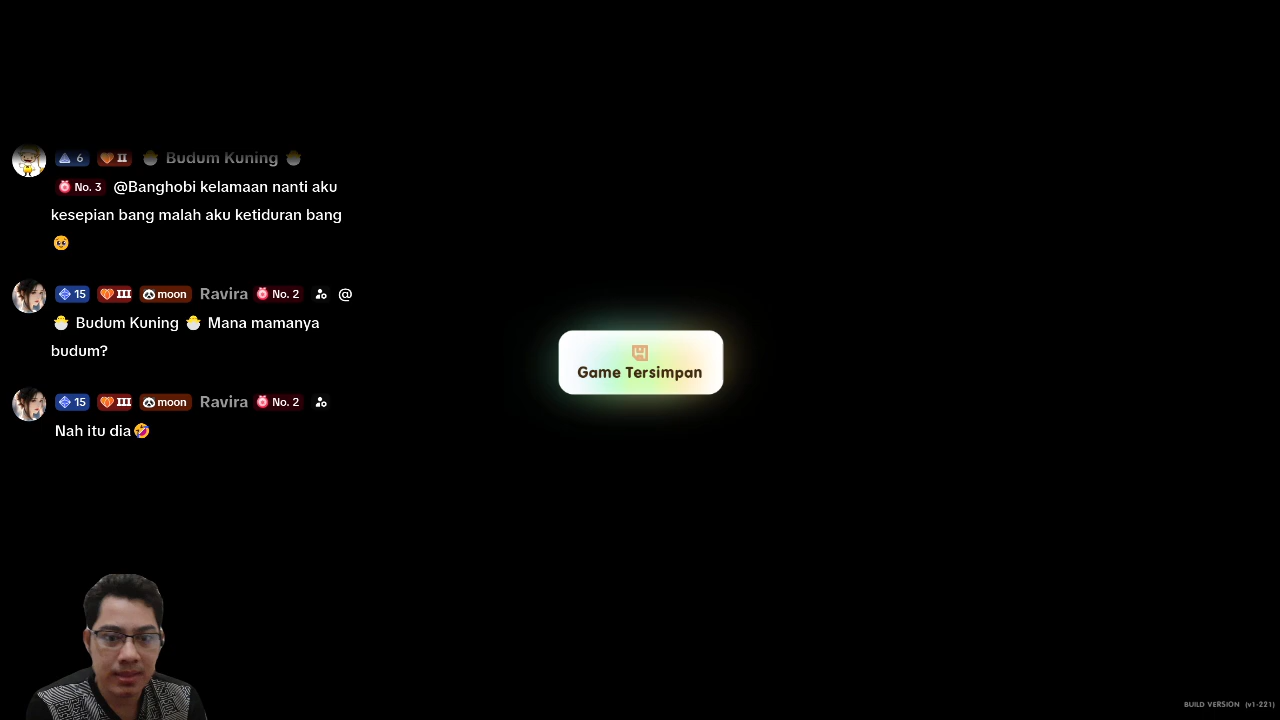 6 II 🐣 Budum Kuning 🐣
No. 3 @Banghobi kelamaan nanti aku
kesepian bang malah aku ketiduran bang
🥺
15 III moon Ravira No. 2 @
🐣 Budum Kuning 🐣 Mana mamanya
budum?
15 III moon Ravira No. 2
Nah itu dia🤣
Game Tersimpan
BUILD VERSION (v1-221)